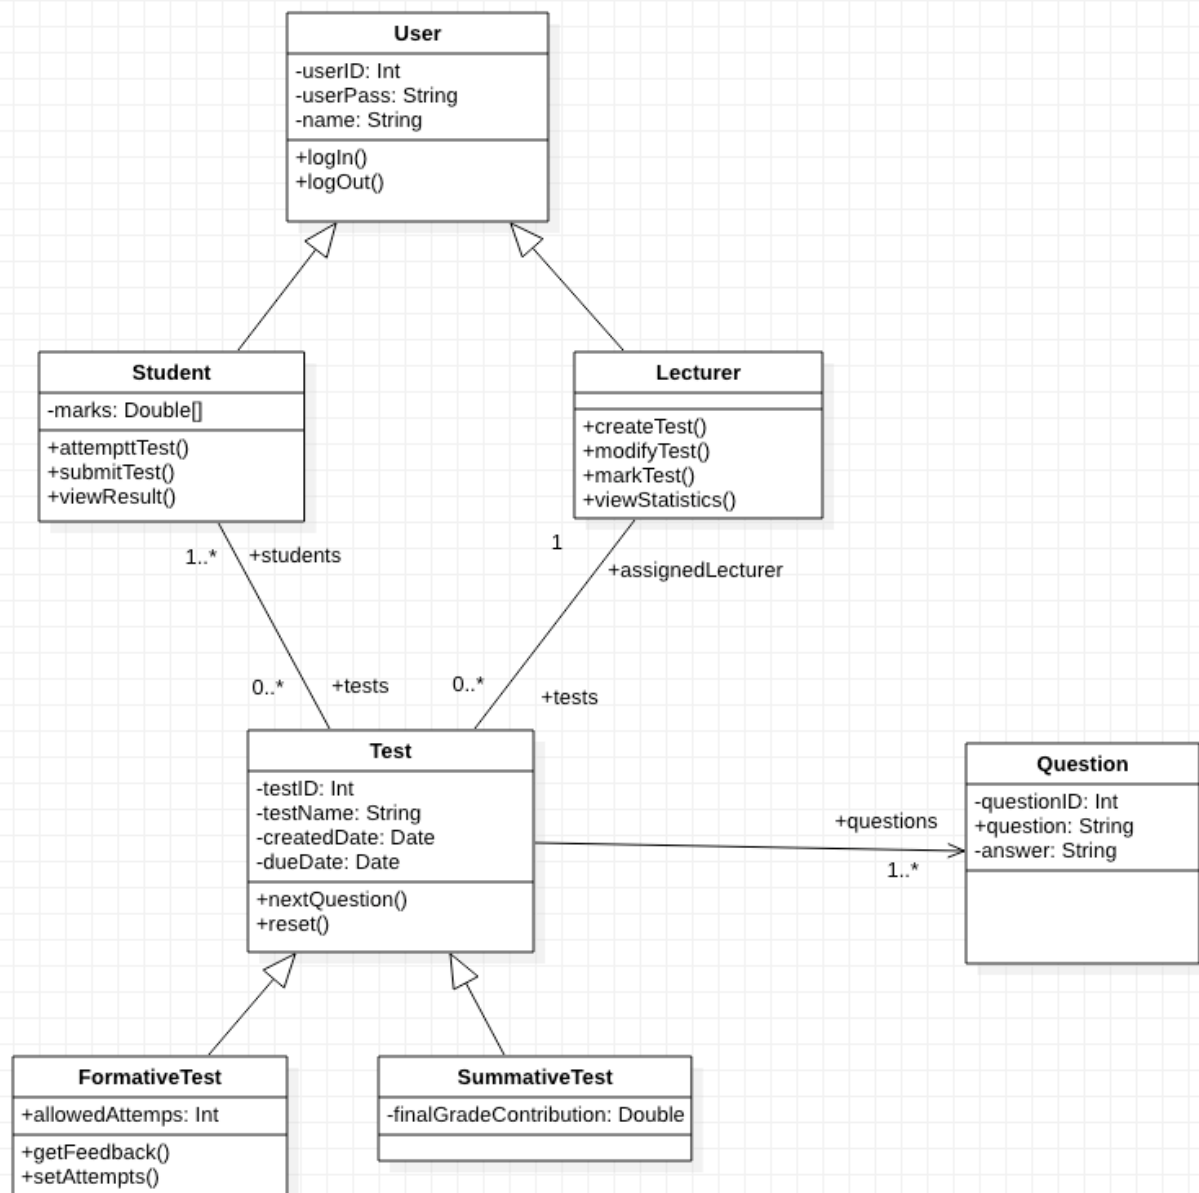 User
-userID: Int
-userPass: String
-name: String
+logIn()
+logOut()
Student
-marks: Double[]
+attempttTest()
+submitTest()
+viewResult()
Lecturer
+createTest()
+modifyTest()
+markTest()
+viewStatistics()
1..*
+students
1
+assignedLecturer
0..*
+tests
0..*
+tests
Test
-testID: Int
-testName: String
-createdDate: Date
-dueDate: Date
+nextQuestion()
+reset()
+questions
1..*
Question
-questionID: Int
+question: String
-answer: String
FormativeTest
+allowedAttemps: Int
+getFeedback()
+setAttempts()
SummativeTest
-finalGradeContribution: Double